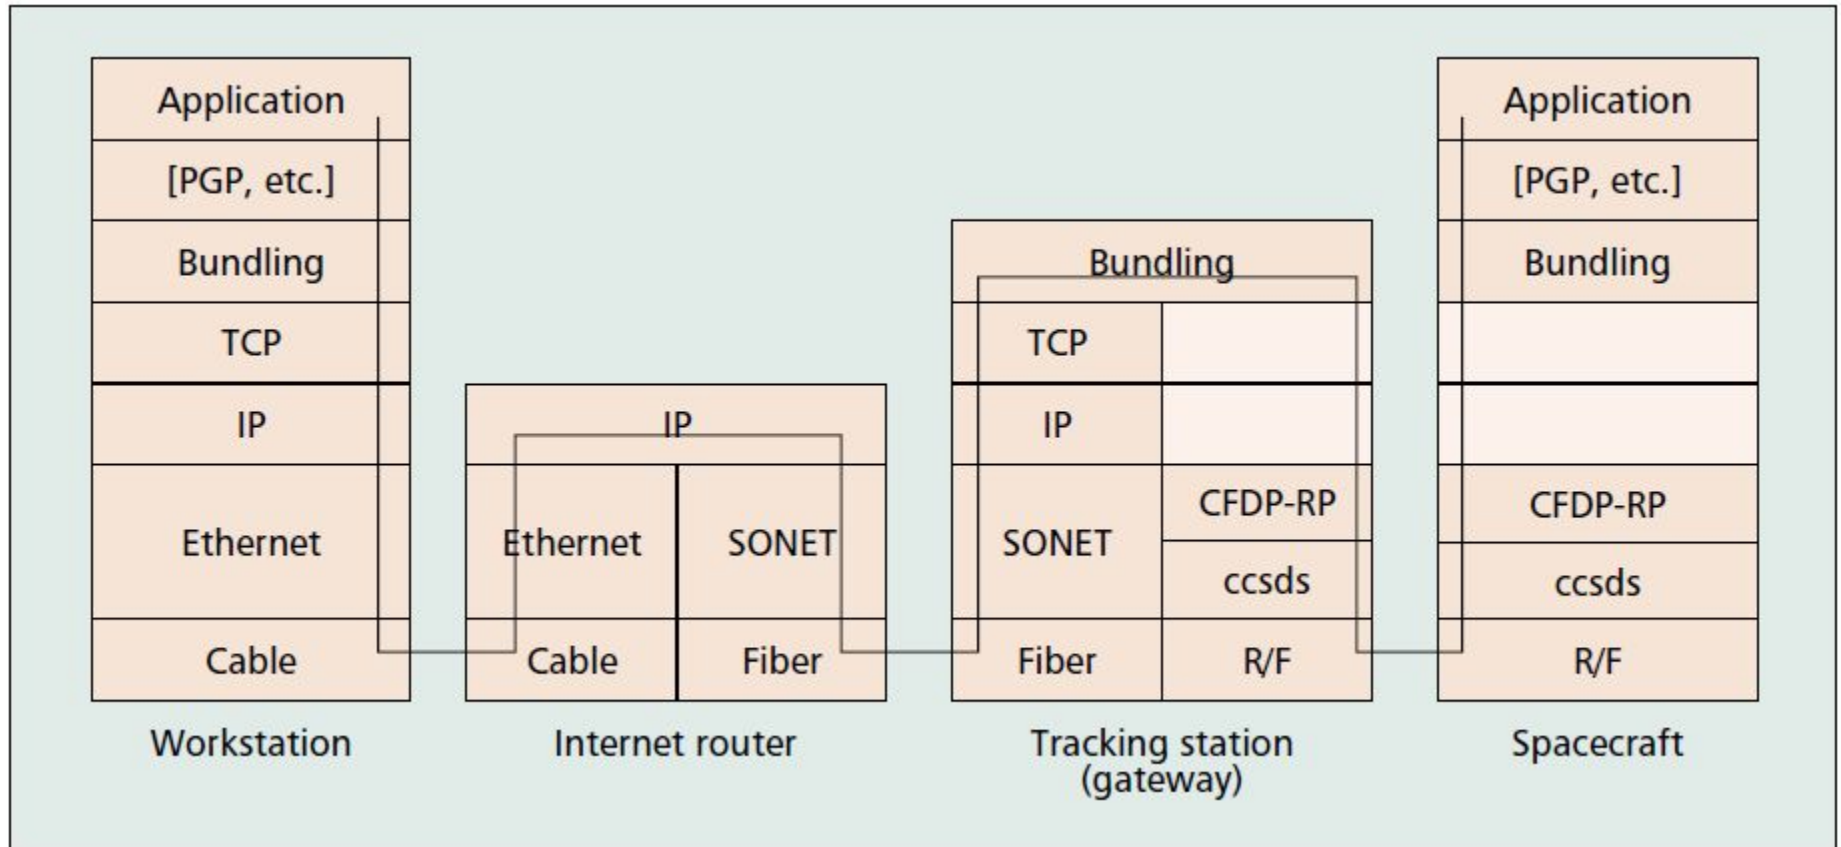 Application
[PGP, etc.]
Bundling
TCP
IP
Ethernet
Cable
Workstation
IP
Ethernet
SONET
Cable
Fiber
Internet router
Bundling
TCP
IP
SONET
CFDP-RP
ccsds
Fiber
R/F
Tracking station
(gateway)
Application
[PGP, etc.]
Bundling
CFDP-RP
ccsds
R/F
Spacecraft